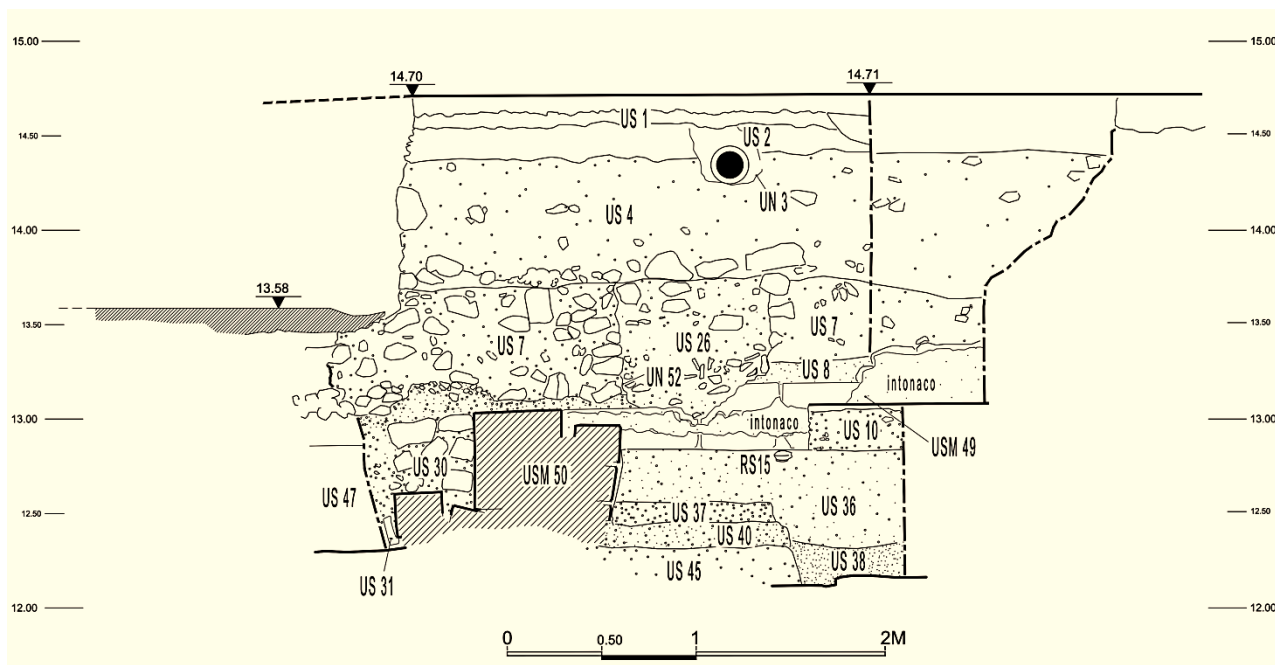 15.00
15.00
14.70
14.71
14.50
14.50
US 1
US 2
UN 3
US 4
14.00
14.00
13.58
13.50
13.50
US 7
US 26
US 7
UN 52
US 8
intonaco
13.00
13.00
intonaco
US 10
USM 49
US 30
USM 50
RS15
US 47
US 36
12.50
12.50
US 37
US 40
US 45
US 38
US 31
12.00
12.00
0
0.50
1
2M